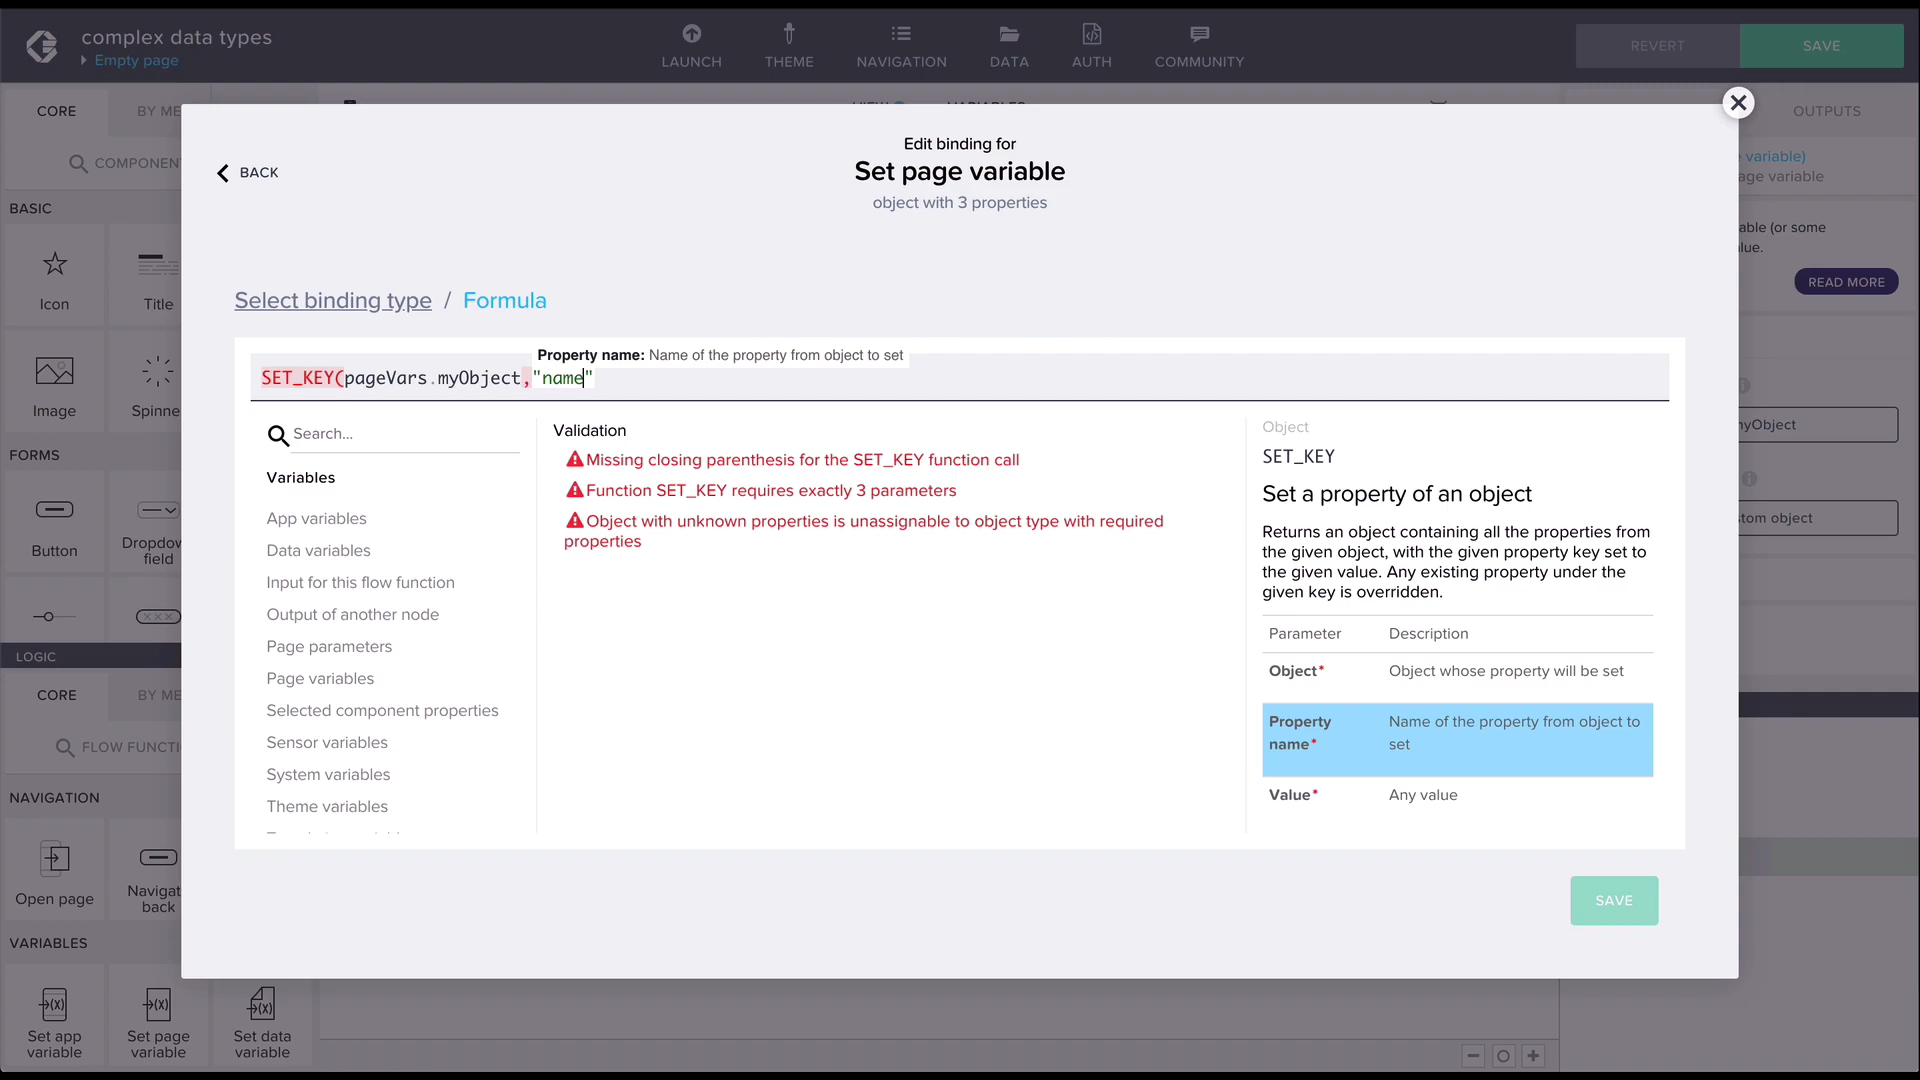 complex data types
Empty page
LAUNCH
THEME
NAVIGATION
DATA
AUTH
COMMUNITY
REVERT
SAVE
CORE
BY ME
OUTPUTS
COMPONENT
BASIC
Icon
Title
Image
Spinne
FORMS
Button
Dropdow
field
LOGIC
CORE
BY ME
FLOW FUNCTI
NAVIGATION
Open page
Navigat
back
VARIABLES
Set app
variable
Set page
variable
Set data
variable
BACK
Edit binding for
Set page variable
object with 3 properties
Select binding type / Formula
Property name: Name of the property from object to set
SET_KEY(pageVars.myObject,"name"
Search...
Variables
App variables
Data variables
Input for this flow function
Output of another node
Page parameters
Page variables
Selected component properties
Sensor variables
System variables
Theme variables
Validation
Missing closing parenthesis for the SET_KEY function call
Function SET_KEY requires exactly 3 parameters
Object with unknown properties is unassignable to object type with required
properties
Object
SET_KEY
Set a property of an object
Returns an object containing all the properties from
the given object, with the given property key set to
the given value. Any existing property under the
given key is overridden.
Parameter Description
Object* Object whose property will be set
Property name* Name of the property from object to set
Value* Any value
SAVE
variable)
age variable
able (or some
lue.
READ MORE
myObject
tom object